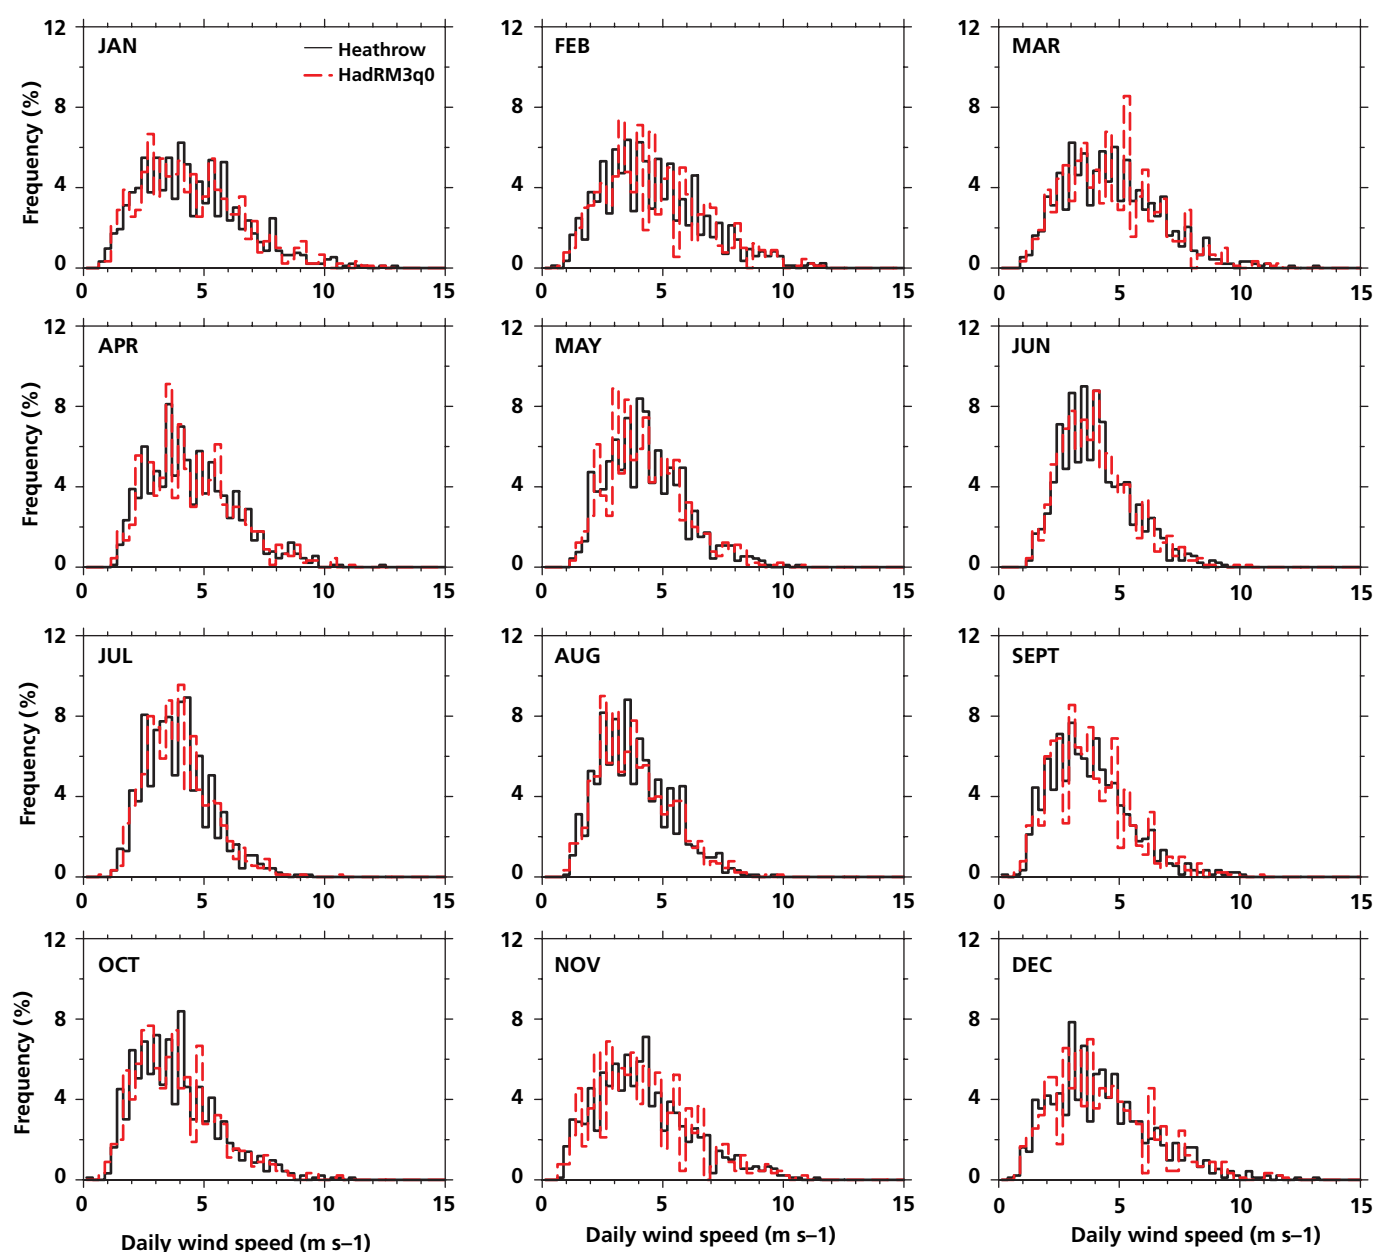 12 12 12
JAN Heathrow FEB MAR
HadRM3q0
Frequency (%)
8 8 8
4 4 4
0 0 0
0 5 10 15 0 5 10 15 0 5 10 15
12 12 12
APR MAY JUN
Frequency (%)
8 8 8
4 4 4
0 0 0
0 5 10 15 0 5 10 15 0 5 10 15
12 12 12
JUL AUG SEPT
Frequency (%)
8 8 8
4 4 4
0 0 0
0 5 10 15 0 5 10 15 0 5 10 15
12 12 12
OCT NOV DEC
Frequency (%)
8 8 8
4 4 4
0 0 0
0 5 10 15 0 5 10 15 0 5 10 15
Daily wind speed (m s–1) Daily wind speed (m s–1) Daily wind speed (m s–1)